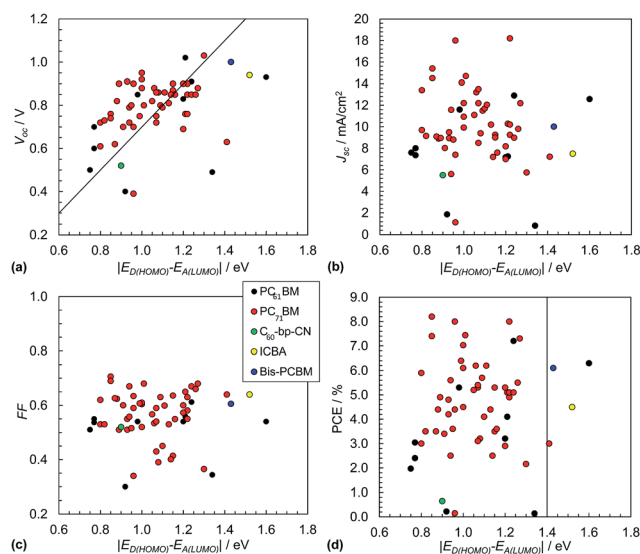 1.2
1.0
0.8
0.6
0.4
0.2
V_oc / V
0.6 0.8 1.0 1.2 1.4 1.6 1.8
(a) |E_D(HOMO)-E_A(LUMO)| / eV
20
18
16
14
12
10
8
6
4
2
0
J_sc / mA/cm²
0.6 0.8 1.0 1.2 1.4 1.6 1.8
(b) |E_D(HOMO)-E_A(LUMO)| / eV
1.0
0.8
0.6
0.4
0.2
FF
0.6 0.8 1.0 1.2 1.4 1.6 1.8
(c) |E_D(HOMO)-E_A(LUMO)| / eV
PC₆₁BM
PC₇₁BM
C₆₀-bp-CN
ICBA
Bis-PCBM
9.0
8.0
7.0
6.0
5.0
4.0
3.0
2.0
1.0
0.0
PCE / %
0.6 0.8 1.0 1.2 1.4 1.6 1.8
(d) |E_D(HOMO)-E_A(LUMO)| / eV